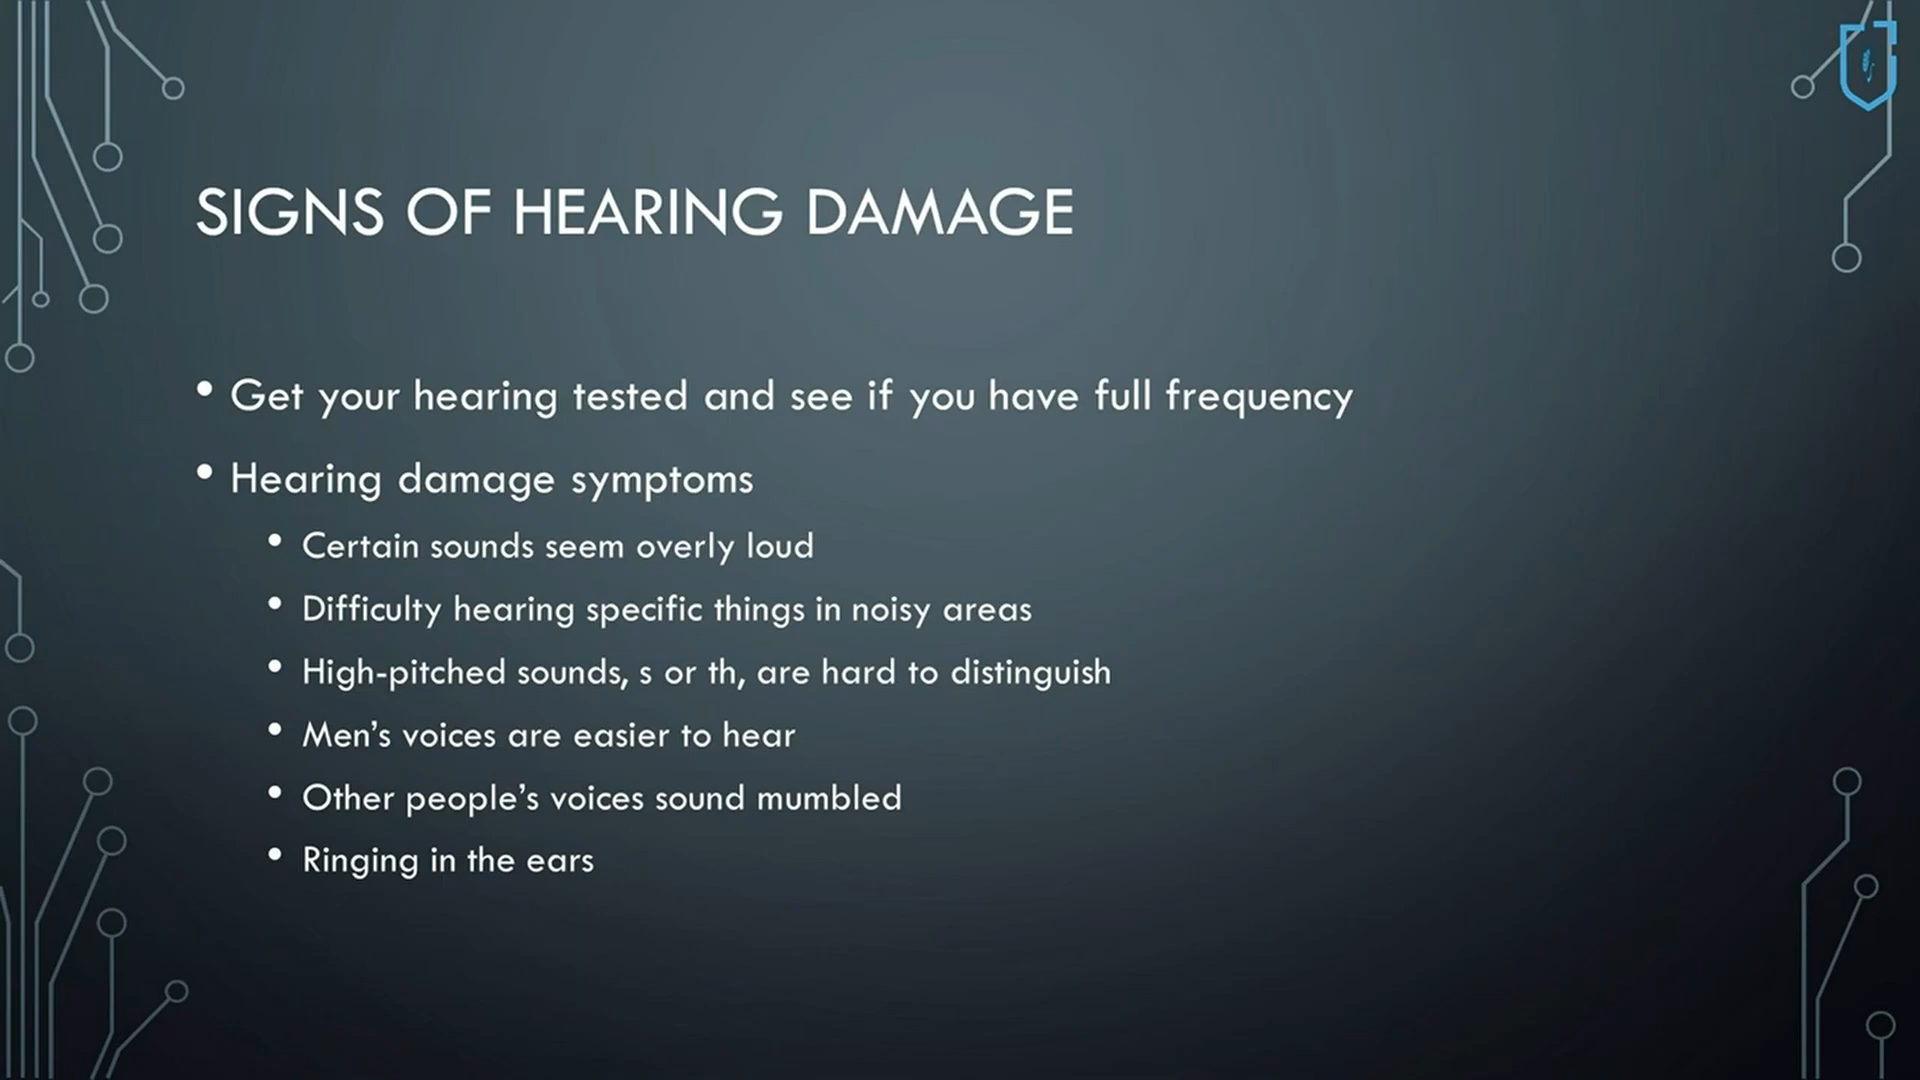 SIGNS OF HEARING DAMAGE
• Get your hearing tested and see if you have full frequency
• Hearing damage symptoms
• Certain sounds seem overly loud
• Difficulty hearing specific things in noisy areas
• High-pitched sounds, s or th, are hard to distinguish
• Men’s voices are easier to hear
• Other people’s voices sound mumbled
• Ringing in the ears